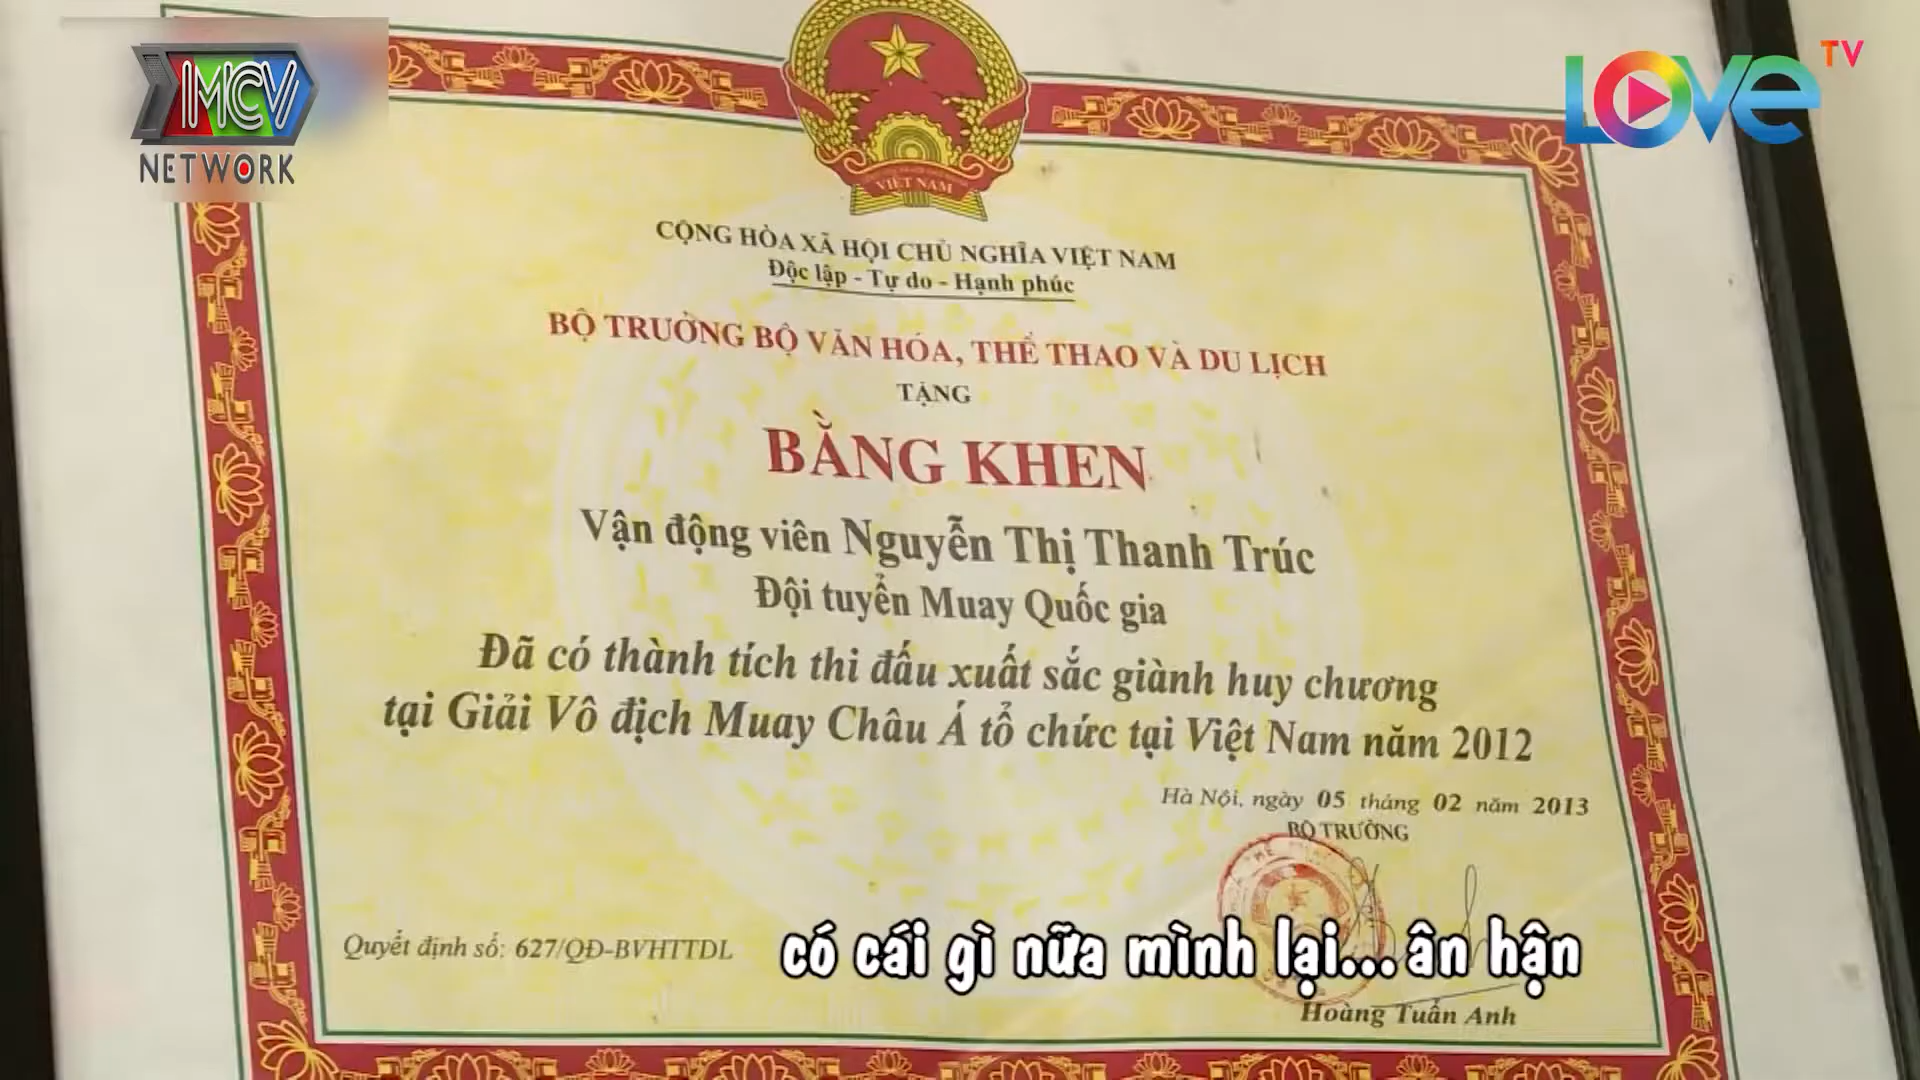 MCV
NETWORK
LOVE TV
VIỆT NAM
CỘNG HÒA XÃ HỘI CHỦ NGHĨA VIỆT NAM
Độc lập - Tự do - Hạnh phúc
BỘ TRƯỞNG BỘ VĂN HÓA, THỂ THAO VÀ DU LỊCH
TẶNG
BẰNG KHEN
Vận động viên Nguyễn Thị Thanh Trúc
Đội tuyển Muay Quốc gia
Đã có thành tích thi đấu xuất sắc giành huy chương
tại Giải Vô địch Muay Châu Á tổ chức tại Việt Nam năm 2012
Hà Nội, ngày 05 tháng 02 năm 2013
BỘ TRƯỞNG
Quyết định số: 627/QĐ-BVHTTDL
có cái gì nữa mình lại...ân hận
Hoàng Tuấn Anh